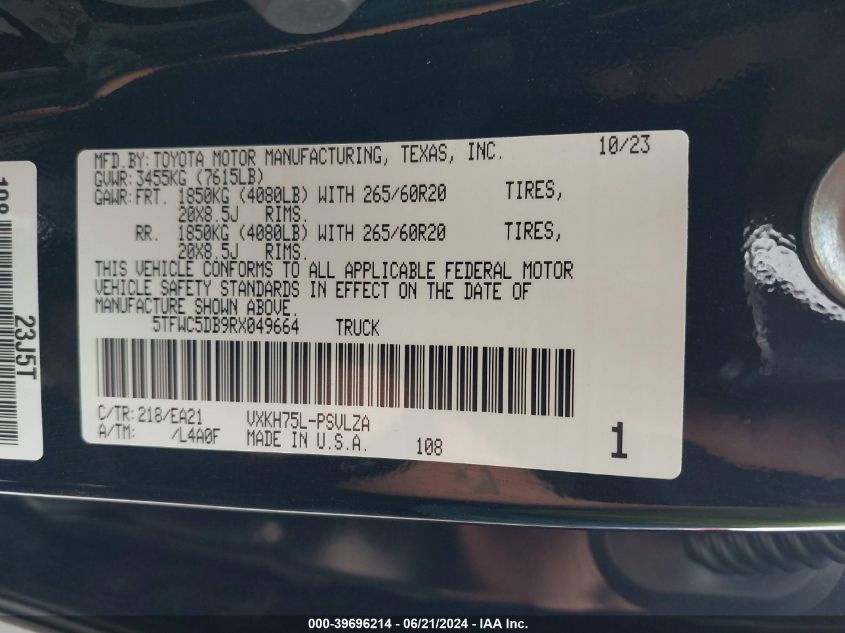 MFD.BY: TOYOTA MOTOR MANUFACTURING, TEXAS, INC. 10/23
GVWR: 3455KG (7615LB)
GAWR: FRT. 1850KG (4080LB) WITH 265/60R20 TIRES,
20X8.5J RIMS.
RR. 1850KG (4080LB) WITH 265/60R20 TIRES,
20X8.5J RIMS.
THIS VEHICLE CONFORMS TO ALL APPLICABLE FEDERAL MOTOR
VEHICLE SAFETY STANDARDS IN EFFECT ON THE DATE OF
MANUFACTURE SHOWN ABOVE.
5TFWC5DB9RX049664 TRUCK
C/TR: 218/EA21 VXKH75L-PSVLZA
A/TM: /L4A0F MADE IN U.S.A. 108 1
23J5T
000-39696214 - 06/21/2024 - IAA Inc.